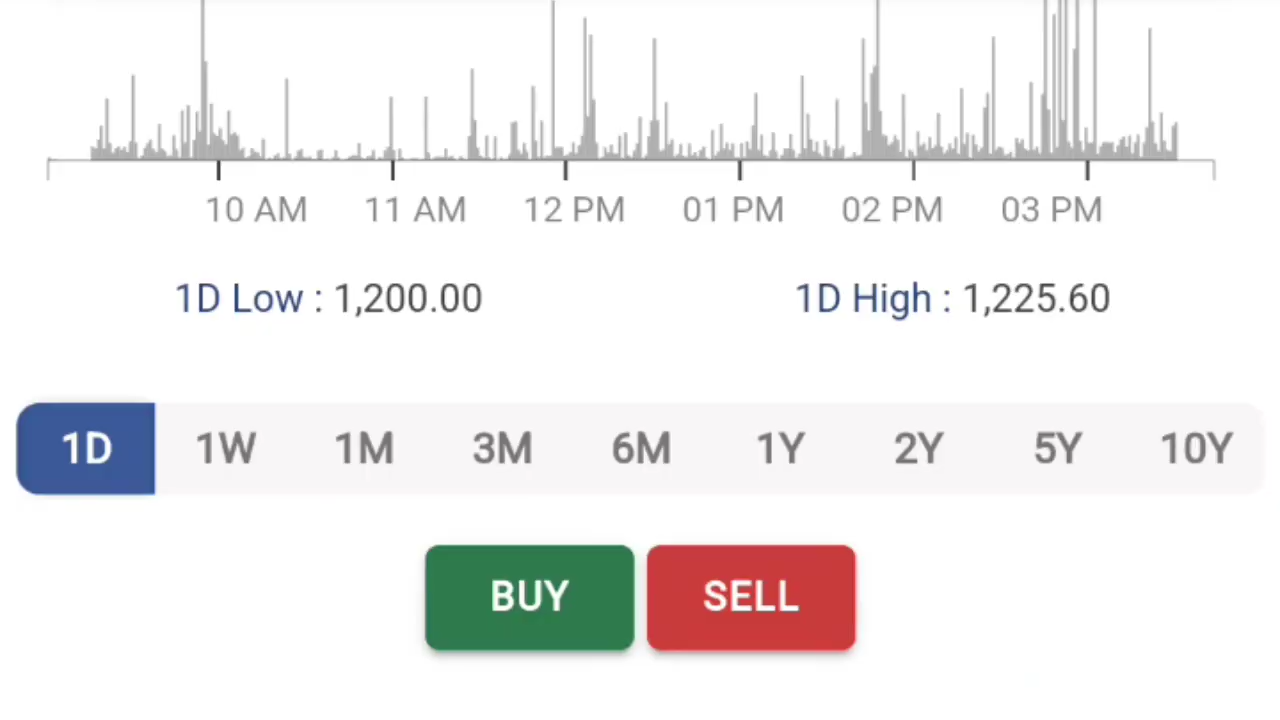 10 AM 11 AM 12 PM 01 PM 02 PM 03 PM
1D Low : 1,200.00 1D High : 1,225.60
1D 1W 1M 3M 6M 1Y 2Y 5Y 10Y
BUY SELL